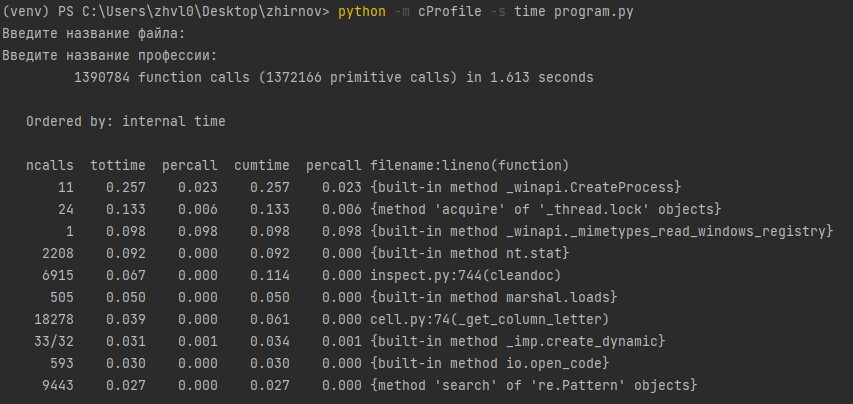 (venv) PS C:\Users\zhvl0\Desktop\zhirnov> python -m cProfile -s time program.py
Введите название файла:
Введите название профессии:
1390784 function calls (1372166 primitive calls) in 1.613 seconds
Ordered by: internal time
ncalls tottime percall cumtime percall filename:lineno(function)
11 0.257 0.023 0.257 0.023 {built-in method _winapi.CreateProcess}
24 0.133 0.006 0.133 0.006 {method 'acquire' of '_thread.lock' objects}
1 0.098 0.098 0.098 0.098 {built-in method _winapi._mimetypes_read_windows_registry}
2208 0.092 0.000 0.092 0.000 {built-in method nt.stat}
6915 0.067 0.000 0.114 0.000 inspect.py:744(cleandoc)
505 0.050 0.000 0.050 0.000 {built-in method marshal.loads}
18278 0.039 0.000 0.061 0.000 cell.py:74(_get_column_letter)
33/32 0.031 0.001 0.034 0.001 {built-in method _imp.create_dynamic}
593 0.030 0.000 0.030 0.000 {built-in method io.open_code}
9443 0.027 0.000 0.027 0.000 {method 'search' of 're.Pattern' objects}